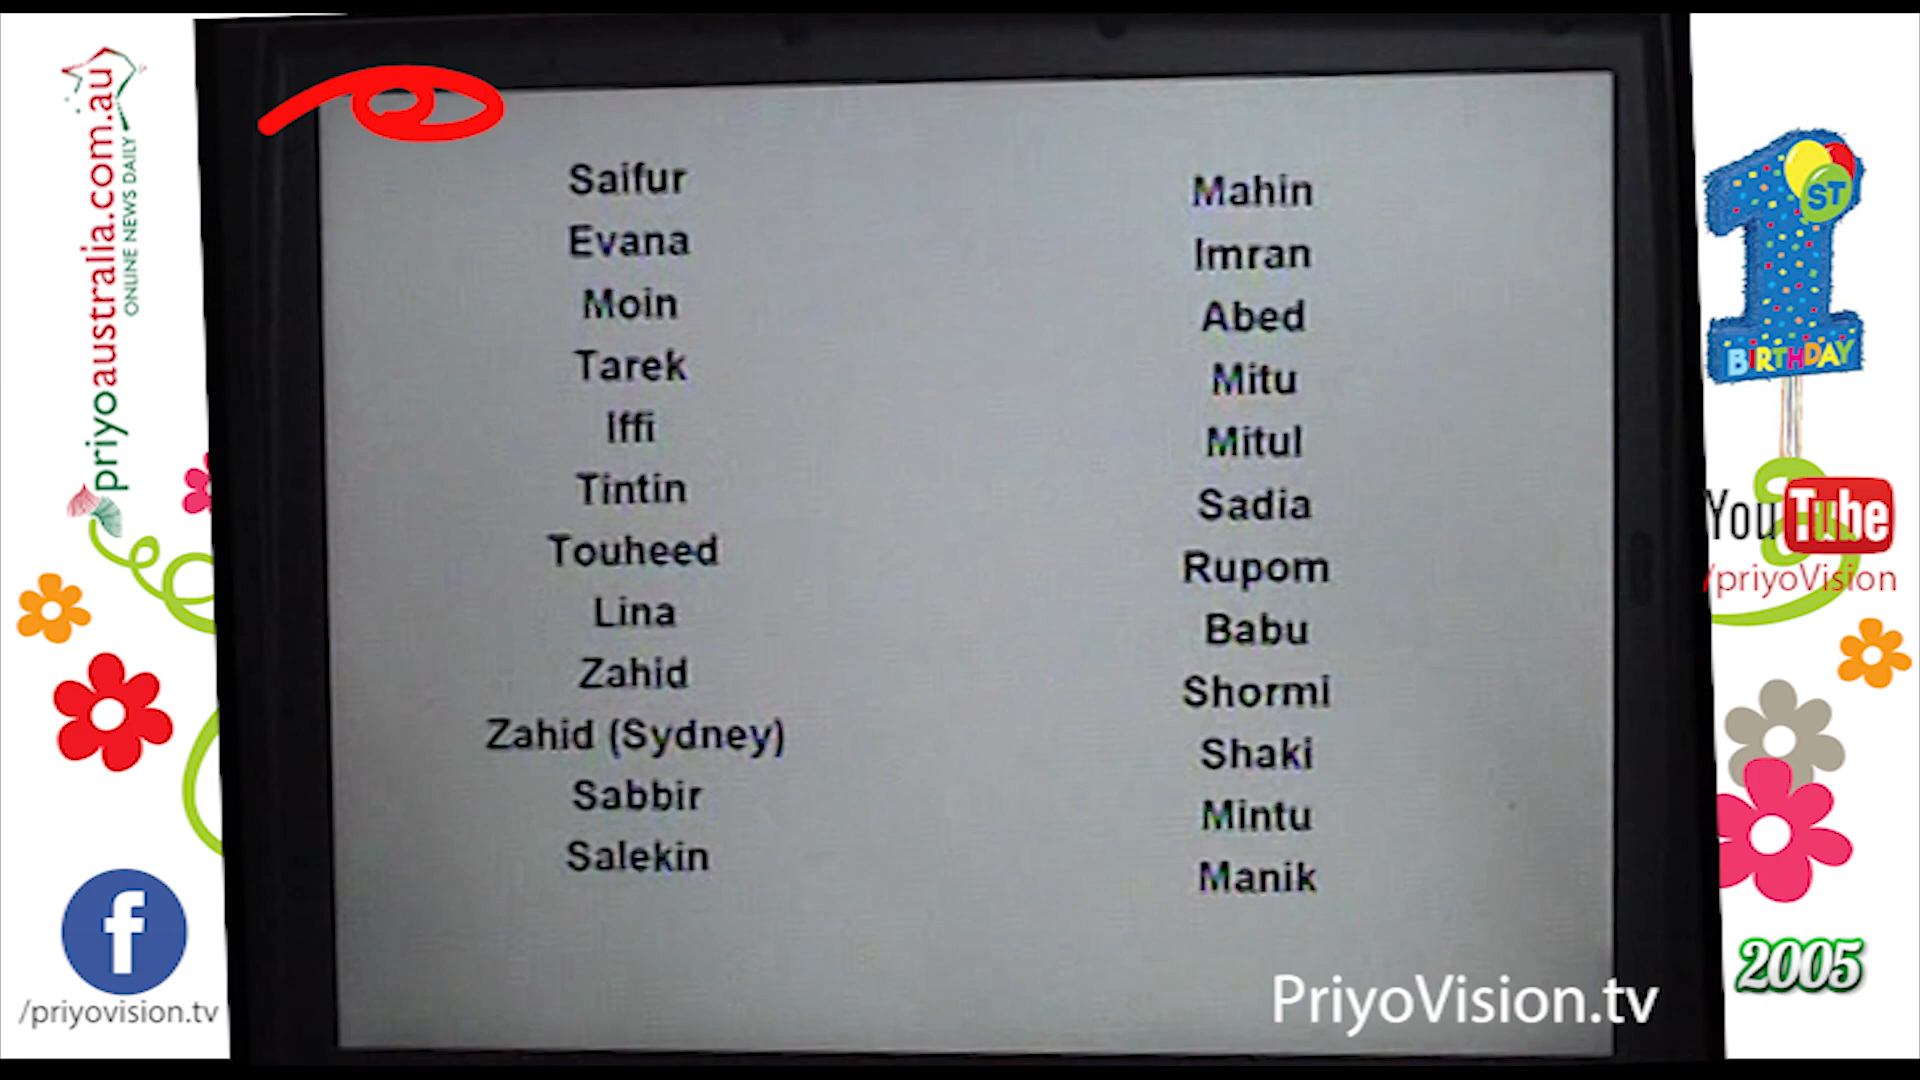 priyoaustralia.com.au
ONLINE NEWS DAILY
Saifur
Evana
Moin
Tarek
Iffi
Tintin
Touheed
Lina
Zahid
Zahid (Sydney)
Sabbir
Salekin
Mahin
Imran
Abed
Mitu
Mitul
Sadia
Rupom
Babu
Shormi
Shaki
Mintu
Manik
1ST
BIRTHDAY
YouTube
/priyoVision
2005
f
/priyovision.tv
PriyoVision.tv